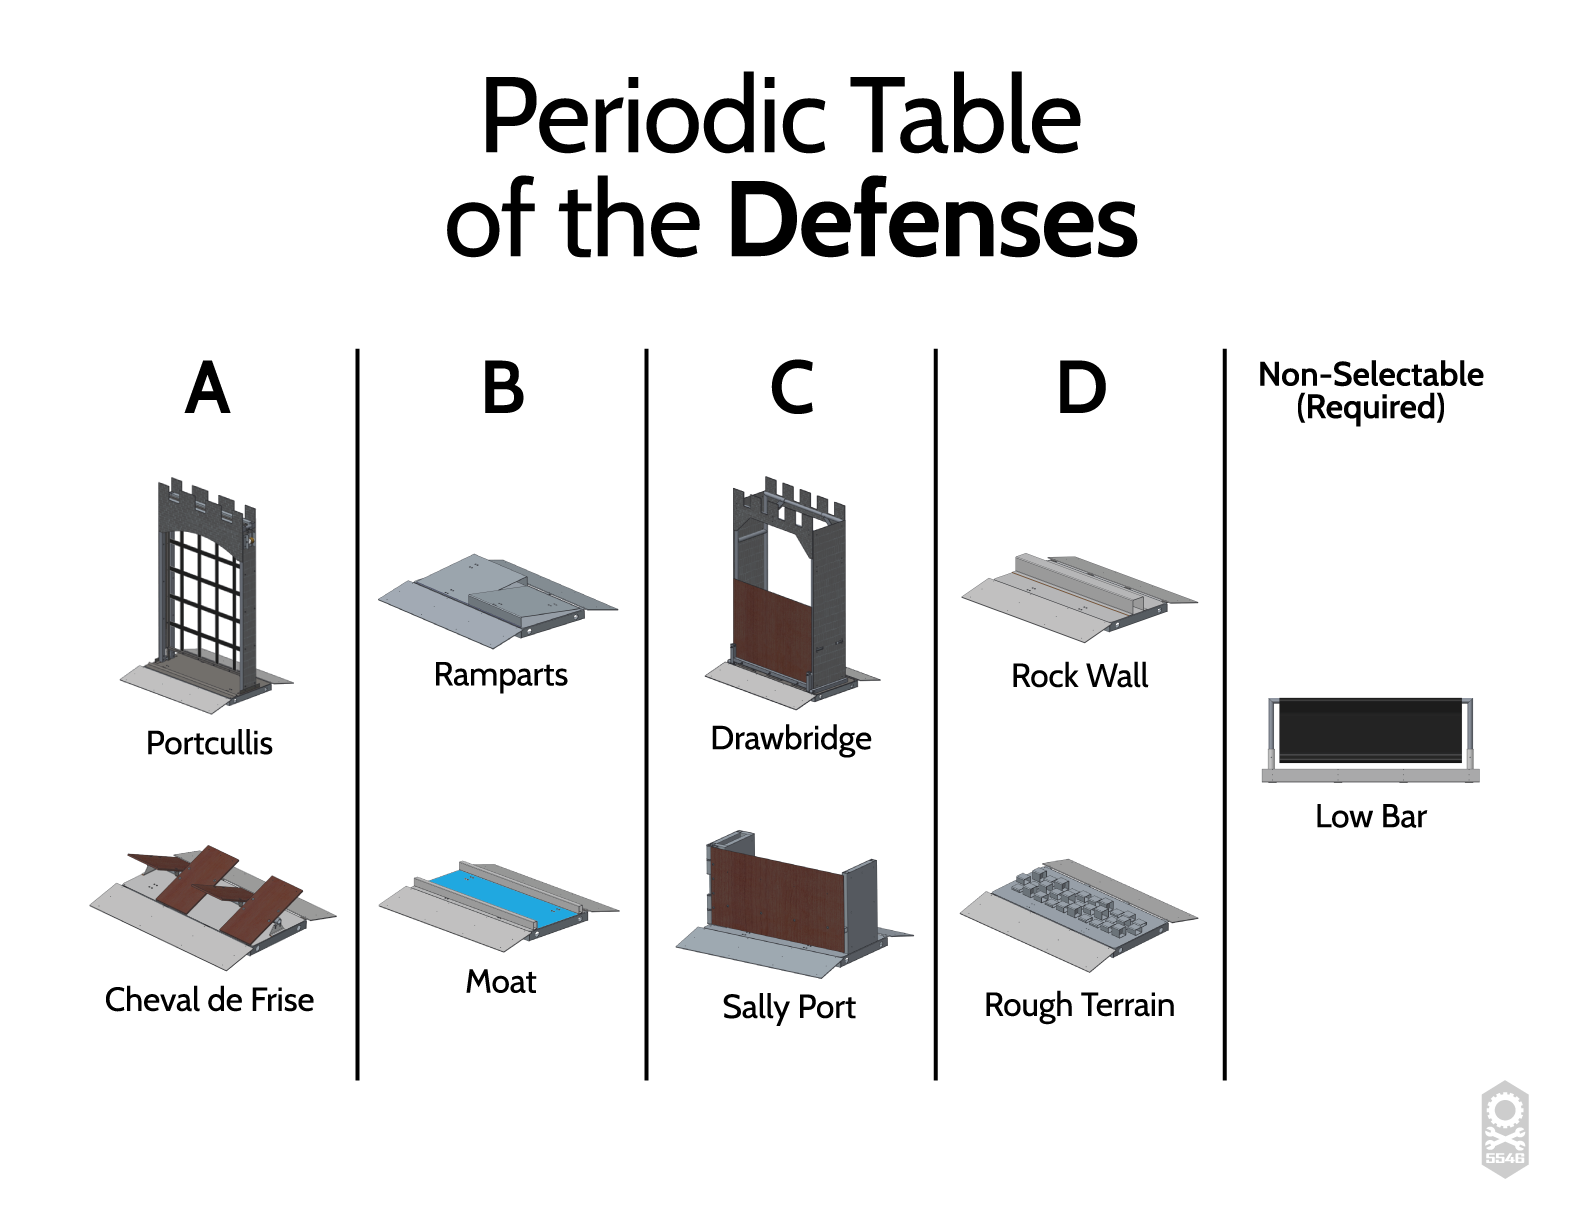 Periodic Table
of the Defenses
A
B
C
D
Non-Selectable
(Required)
Portcullis
Ramparts
Drawbridge
Rock Wall
Low Bar
Cheval de Frise
Moat
Sally Port
Rough Terrain
5546